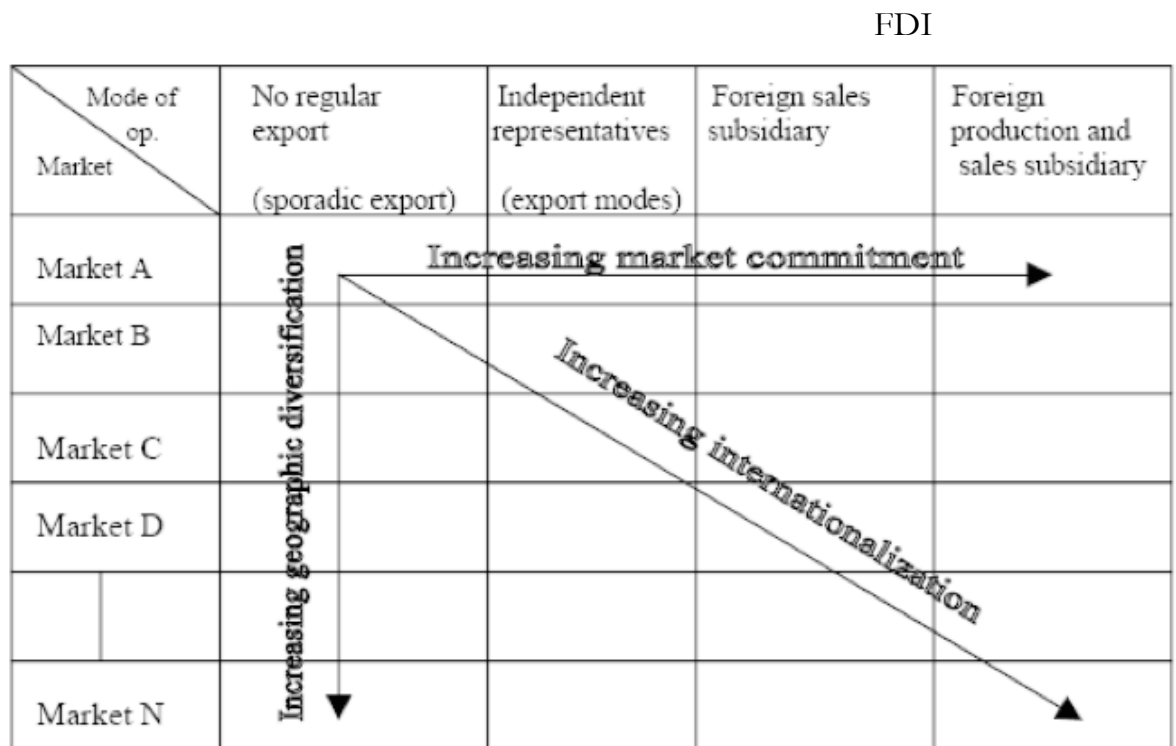 FDI
Mode of
op.
Market
No regular
export
(sporadic export)
Independent
representatives
(export modes)
Foreign sales
subsidiary
Foreign
production and
sales subsidiary
Market A
Increasing market commitment
Market B
Market C
Market D
Market N
Increasing geographic diversification
Increasing internationalization